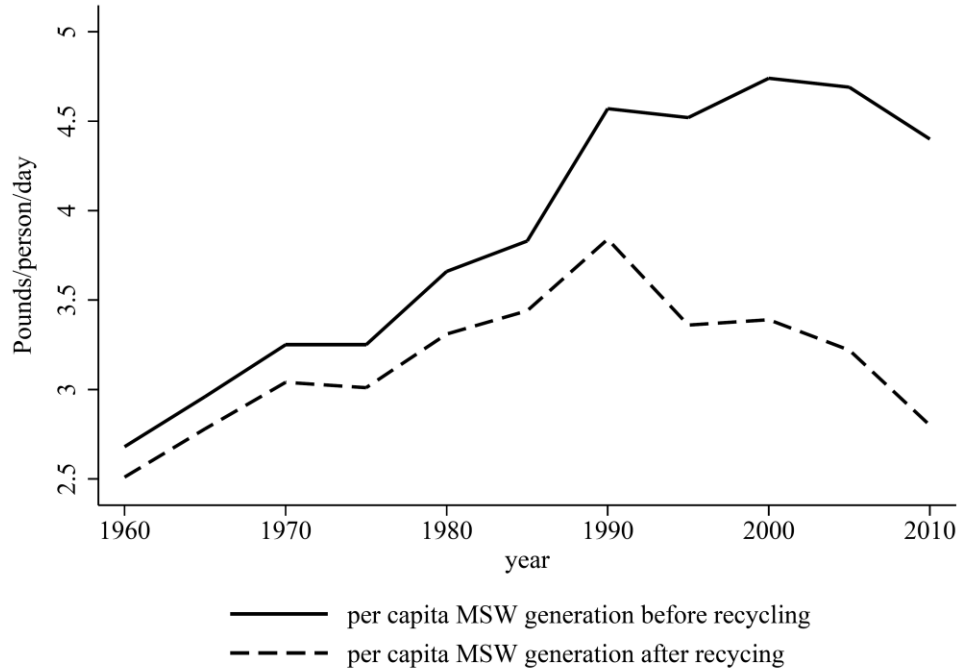 5
4.5
4
3.5
3
2.5
Pounds/person/day
1960 1970 1980 1990 2000 2010
year
per capita MSW generation before recycling
per capita MSW generation after recycing